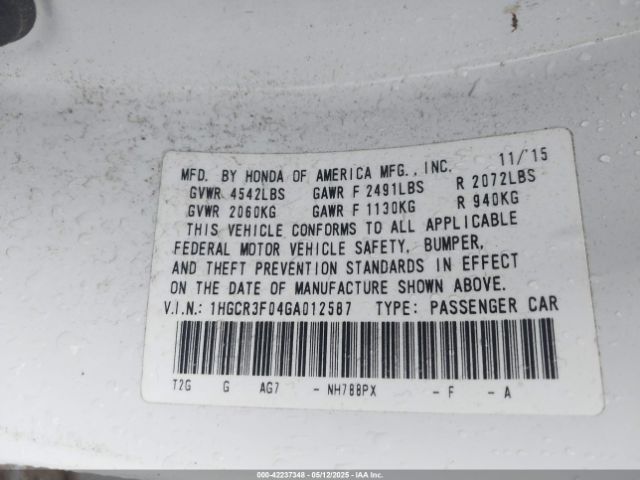 MFD. BY HONDA OF AMERICA MFG., INC. 11/'15
GVWR 4542LBS GAWR F 2491LBS R 2072LBS
GVWR 2060KG GAWR F 1130KG R 940KG
THIS VEHICLE CONFORMS TO ALL APPLICABLE
FEDERAL MOTOR VEHICLE SAFETY, BUMPER,
AND THEFT PREVENTION STANDARDS IN EFFECT
ON THE DATE OF MANUFACTURE SHOWN ABOVE.
V.I.N.: 1HGCR3F04GA012587 TYPE: PASSENGER CAR
T2G G AG7 - NH788PX - F - A
000-42237348 - 05/12/2025 - IAAI.COM